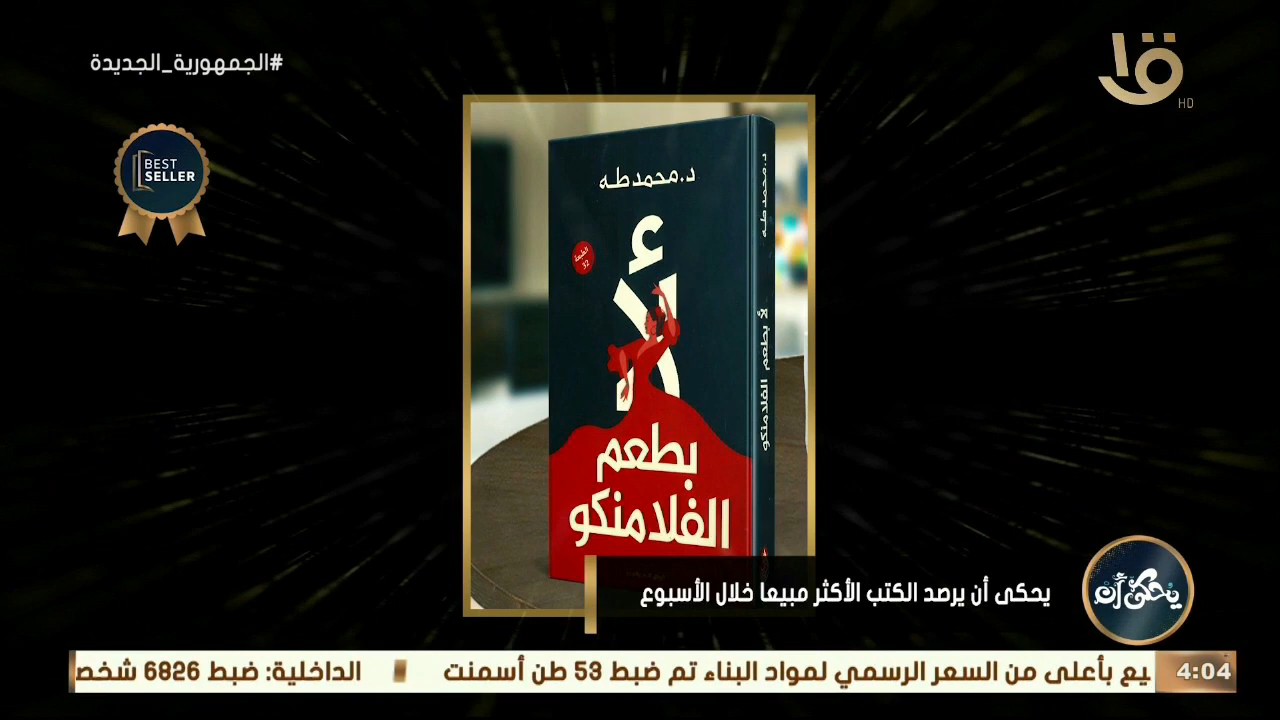 #الجمهورية_الجديدة
HD
BEST
SELLER
د.محمد طه
لأ
الطبعة
32
بطعم
الفلامنكو
د.محمد طه
لأ بطعم الفلامنكو
يحكى أن
يحكى أن يرصد الكتب الأكثر مبيعا خلال الأسبوع
4:04
يع بأعلى من السعر الرسمي لمواد البناء تم ضبط 53 طن أسمنت
الداخلية: ضبط 6826 شخص